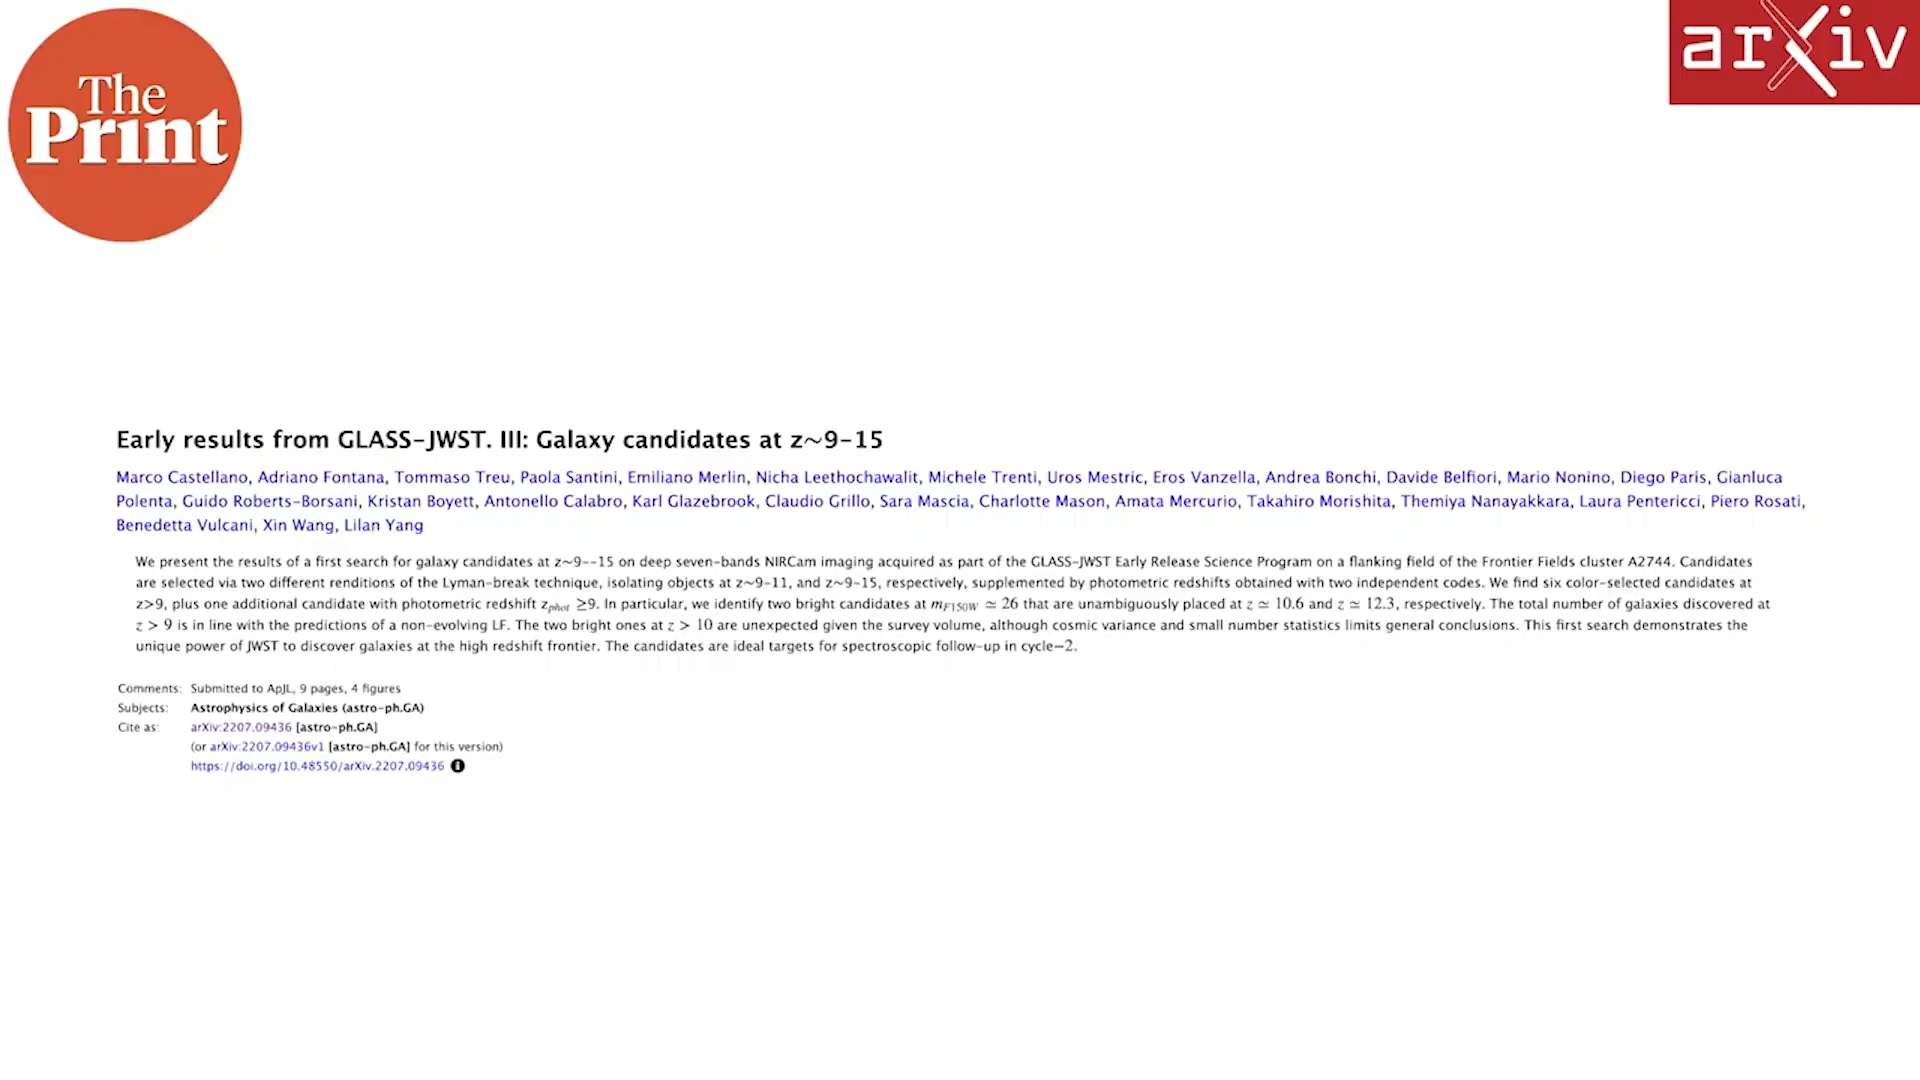 The
Print
arXiv
Early results from GLASS-JWST. III: Galaxy candidates at z~9-15
Marco Castellano, Adriano Fontana, Tommaso Treu, Paola Santini, Emiliano Merlin, Nicha Leethochawalit, Michele Trenti, Uros Mestric, Eros Vanzella, Andrea Bonchi, Davide Belfiori, Mario Nonino, Diego Paris, Gianluca
Polenta, Guido Roberts-Borsani, Kristan Boyett, Antonello Calabro, Karl Glazebrook, Claudio Grillo, Sara Mascia, Charlotte Mason, Amata Mercurio, Takahiro Morishita, Themiya Nanayakkara, Laura Pentericci, Piero Rosati,
Benedetta Vulcani, Xin Wang, Lilan Yang
We present the results of a first search for galaxy candidates at z~9--15 on deep seven-bands NIRCam imaging acquired as part of the GLASS-JWST Early Release Science Program on a flanking field of the Frontier Fields cluster A2744. Candidates
are selected via two different renditions of the Lyman-break technique, isolating objects at z~9-11, and z~9-15, respectively, supplemented by photometric redshifts obtained with two independent codes. We find six color-selected candidates at
z>9, plus one additional candidate with photometric redshift z_phot ≥9. In particular, we identify two bright candidates at m_F150W ≃ 26 that are unambiguously placed at z ≃ 10.6 and z ≃ 12.3, respectively. The total number of galaxies discovered at
z > 9 is in line with the predictions of a non-evolving LF. The two bright ones at z > 10 are unexpected given the survey volume, although cosmic variance and small number statistics limits general conclusions. This first search demonstrates the
unique power of JWST to discover galaxies at the high redshift frontier. The candidates are ideal targets for spectroscopic follow-up in cycle−2.
Comments: Submitted to ApJL, 9 pages, 4 figures
Subjects: Astrophysics of Galaxies (astro-ph.GA)
Cite as: arXiv:2207.09436 [astro-ph.GA]
(or arXiv:2207.09436v1 [astro-ph.GA] for this version)
https://doi.org/10.48550/arXiv.2207.09436 i